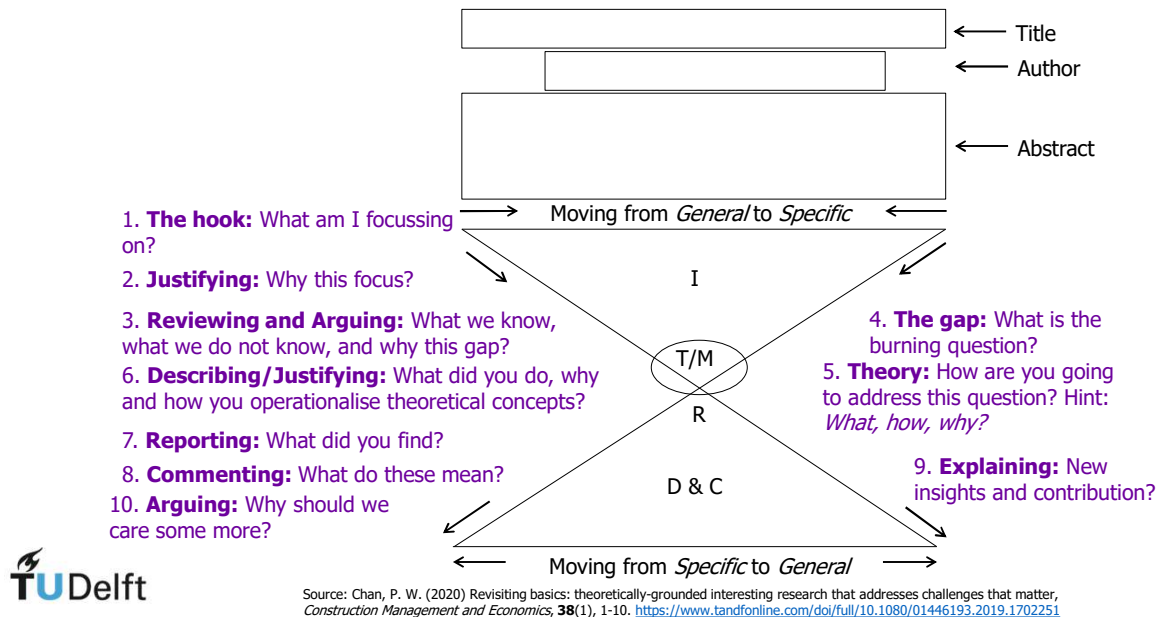 Title
Author
Abstract
Moving from General to Specific
1. The hook: What am I focussing
on?
2. Justifying: Why this focus?
I
3. Reviewing and Arguing: What we know,
what we do not know, and why this gap?
4. The gap: What is the
burning question?
T/M
5. Theory: How are you going
to address this question? Hint:
What, how, why?
6. Describing/Justifying: What did you do, why
and how you operationalise theoretical concepts?
R
7. Reporting: What did you find?
8. Commenting: What do these mean?
D & C
9. Explaining: New
insights and contribution?
10. Arguing: Why should we
care some more?
Moving from Specific to General
TUDelft
Source: Chan, P. W. (2020) Revisiting basics: theoretically-grounded interesting research that addresses challenges that matter,
Construction Management and Economics, 38(1), 1-10. https://www.tandfonline.com/doi/full/10.1080/01446193.2019.1702251